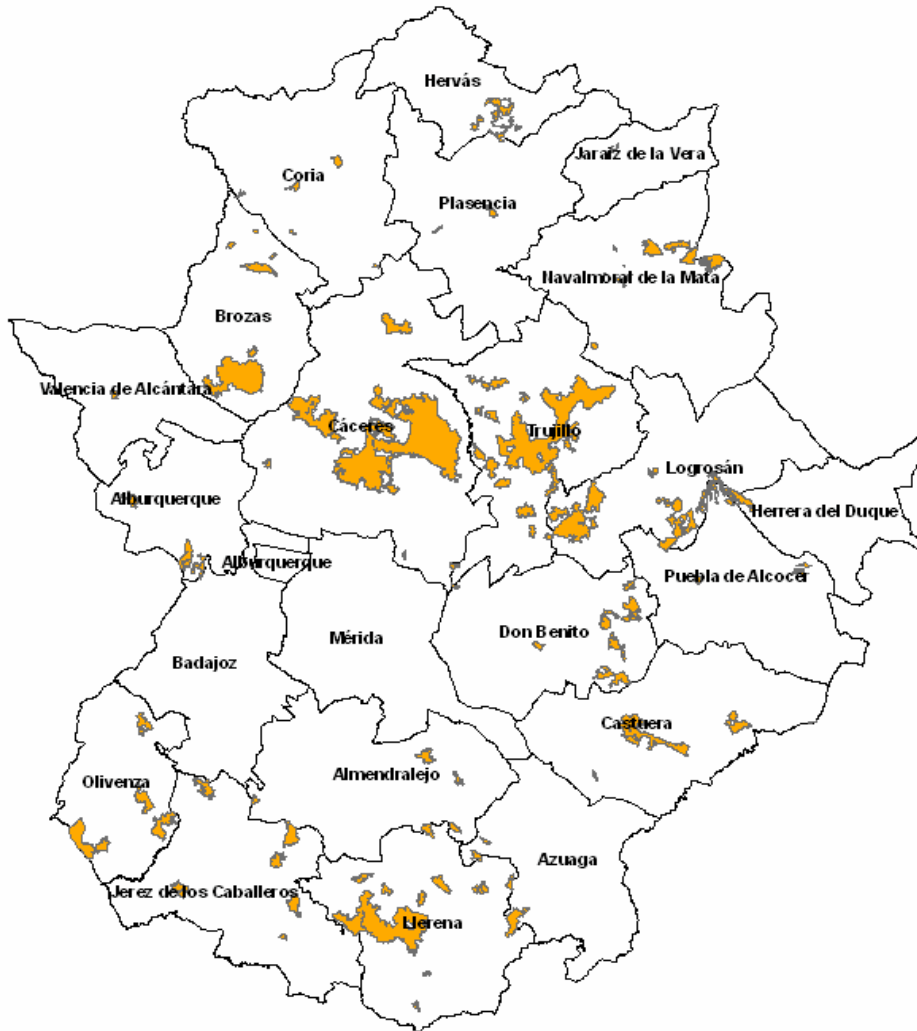 Hervás
Jaraíz de la Vera
Coria
Plasencia
Navalmoral de la Mata
Brozas
Valencia de Alcántara
Cáceres
Trujillo
Logrosán
Alburquerque
Herrera del Duque
Alburquerque
Puebla de Alcocer
Don Benito
Mérida
Badajoz
Castuera
Almendralejo
Olivenza
Azuaga
Jerez de los Caballeros
Llerena